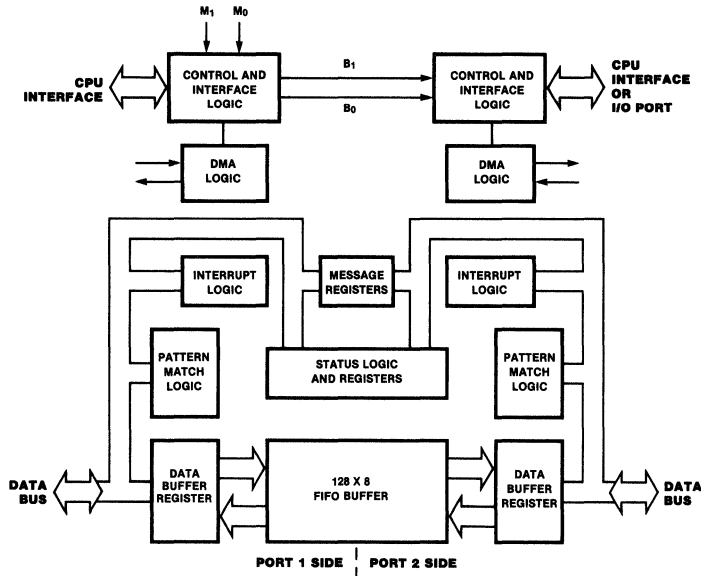 M1 M0
CPU
INTERFACE
CONTROL AND
INTERFACE
LOGIC
B1
B0
CONTROL AND
INTERFACE
LOGIC
CPU
INTERFACE
OR
I/O PORT
DMA
LOGIC
DMA
LOGIC
INTERRUPT
LOGIC
MESSAGE
REGISTERS
INTERRUPT
LOGIC
PATTERN
MATCH
LOGIC
STATUS LOGIC
AND REGISTERS
PATTERN
MATCH
LOGIC
DATA
BUS
DATA
BUFFER
REGISTER
128 X 8
FIFO BUFFER
DATA
BUFFER
REGISTER
DATA
BUS
PORT 1 SIDE
PORT 2 SIDE